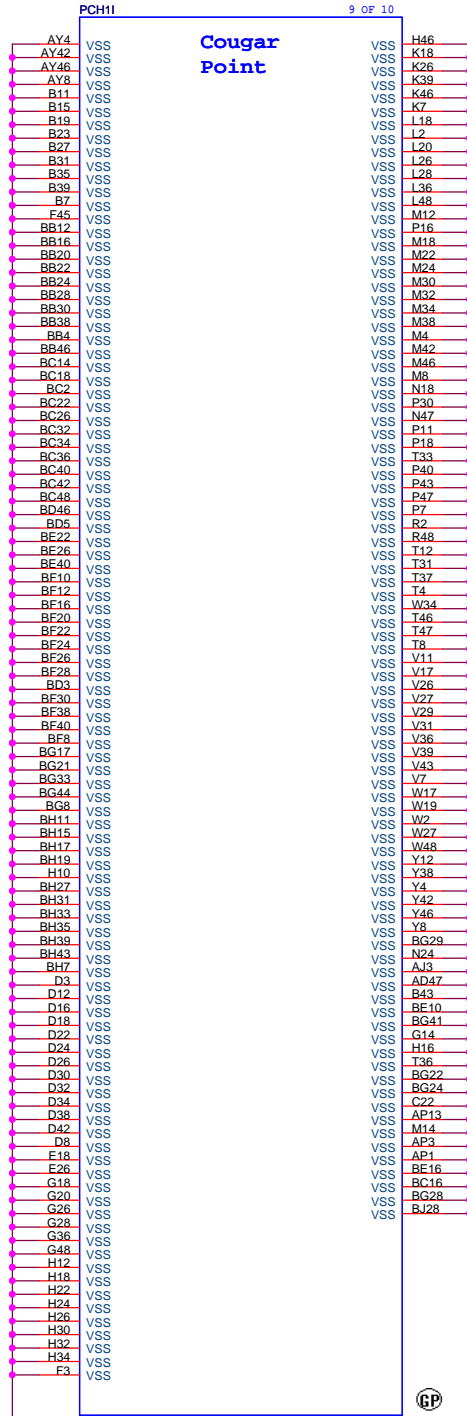 PCH1I 9 OF 10
Cougar
Point
AY4 VSS VSS H46
AY42 VSS VSS K18
AY46 VSS VSS K26
AY8 VSS VSS K39
B11 VSS VSS K46
B15 VSS VSS K7
B19 VSS VSS L18
B23 VSS VSS L2
B27 VSS VSS L20
B31 VSS VSS L26
B35 VSS VSS L28
B39 VSS VSS L36
B7 VSS VSS L48
F45 VSS VSS M12
BB12 VSS VSS P16
BB16 VSS VSS M18
BB20 VSS VSS M22
BB22 VSS VSS M24
BB24 VSS VSS M30
BB28 VSS VSS M32
BB30 VSS VSS M34
BB38 VSS VSS M38
BB4 VSS VSS M4
BB46 VSS VSS M42
BC14 VSS VSS M46
BC18 VSS VSS M8
BC2 VSS VSS N18
BC22 VSS VSS P30
BC26 VSS VSS N47
BC32 VSS VSS P11
BC34 VSS VSS P18
BC36 VSS VSS T33
BC40 VSS VSS P40
BC42 VSS VSS P43
BC48 VSS VSS P47
BD46 VSS VSS P7
BD5 VSS VSS R2
BE22 VSS VSS R48
BE26 VSS VSS T12
BE40 VSS VSS T31
BF10 VSS VSS T37
BF12 VSS VSS T4
BF16 VSS VSS W34
BF20 VSS VSS T46
BF22 VSS VSS T47
BF24 VSS VSS T8
BF26 VSS VSS V11
BF28 VSS VSS V17
BD3 VSS VSS V26
BF30 VSS VSS V27
BF38 VSS VSS V29
BF40 VSS VSS V31
BF8 VSS VSS V36
BG17 VSS VSS V39
BG21 VSS VSS V43
BG33 VSS VSS V7
BG44 VSS VSS W17
BG8 VSS VSS W19
BH11 VSS VSS W2
BH15 VSS VSS W27
BH17 VSS VSS W48
BH19 VSS VSS Y12
H10 VSS VSS Y38
BH27 VSS VSS Y4
BH31 VSS VSS Y42
BH33 VSS VSS Y46
BH35 VSS VSS Y8
BH39 VSS VSS BG29
BH43 VSS VSS N24
BH7 VSS VSS AJ3
D3 VSS VSS AD47
D12 VSS VSS B43
D16 VSS VSS BE10
D18 VSS VSS BG41
D22 VSS VSS G14
D24 VSS VSS H16
D26 VSS VSS T36
D30 VSS VSS BG22
D32 VSS VSS BG24
D34 VSS VSS C22
D38 VSS VSS AP13
D42 VSS VSS M14
D8 VSS VSS AP3
E18 VSS VSS AP1
E26 VSS VSS BE16
G18 VSS VSS BC16
G20 VSS VSS BG28
G26 VSS VSS BJ28
G28 VSS
G36 VSS
G48 VSS
H12 VSS
H18 VSS
H22 VSS
H24 VSS
H26 VSS
H30 VSS
H32 VSS
H34 VSS
F3 VSS
GP